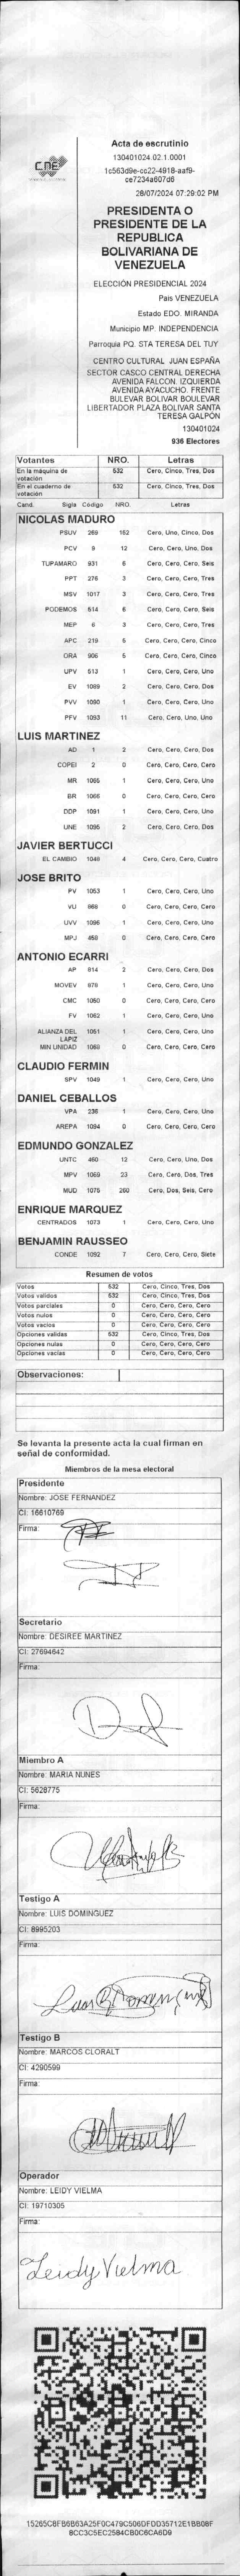 CNE
Acta de escrutinio
130401024.02.1.0001
1c563d9e-cc22-4918-aaf9-
ce7234a607d6
28/07/2024 07:29:02 PM
PRESIDENTA O
PRESIDENTE DE LA
REPUBLICA
BOLIVARIANA DE
VENEZUELA
ELECCIÓN PRESIDENCIAL 2024
Pais VENEZUELA
Estado EDO. MIRANDA
Municipio MP. INDEPENDENCIA
Parroquia PQ. STA TERESA DEL TUY
CENTRO CULTURAL JUAN ESPAÑA
SECTOR CASCO CENTRAL DERECHA
AVENIDA FALCON. IZQUIERDA
AVENIDA AYACUCHO. FRENTE
BULEVAR BOLIVAR BOULEVAR
LIBERTADOR PLAZA BOLIVAR SANTA
TERESA GALPÓN
130401024
936 Electores
Votantes NRO. Letras
En la máquina de votación 532 Cero, Cinco, Tres, Dos
En el cuaderno de votación 532 Cero, Cinco, Tres, Dos
Cand. Sigla Codigo NRO. Letras
NICOLAS MADURO
PSUV 269 152 Cero, Uno, Cinco, Dos
PCV 9 12 Cero, Cero, Uno, Dos
TUPAMARO 931 6 Cero, Cero, Cero, Seis
PPT 276 3 Cero, Cero, Cero, Tres
MSV 1017 3 Cero, Cero, Cero, Tres
PODEMOS 514 6 Cero, Cero, Cero, Seis
MEP 6 3 Cero, Cero, Cero, Tres
APC 219 5 Cero, Cero, Cero, Cinco
ORA 906 5 Cero, Cero, Cero, Cinco
UPV 513 1 Cero, Cero, Cero, Uno
EV 1089 2 Cero, Cero, Cero, Dos
PVV 1090 1 Cero, Cero, Cero, Uno
PFV 1093 11 Cero, Cero, Uno, Uno
LUIS MARTINEZ
AD 1 2 Cero, Cero, Cero, Dos
COPEI 2 0 Cero, Cero, Cero, Cero
MR 1065 1 Cero, Cero, Cero, Uno
BR 1066 0 Cero, Cero, Cero, Cero
DDP 1091 1 Cero, Cero, Cero, Uno
UNE 1095 2 Cero, Cero, Cero, Dos
JAVIER BERTUCCI
EL CAMBIO 1048 4 Cero, Cero, Cero, Cuatro
JOSE BRITO
PV 1053 1 Cero, Cero, Cero, Uno
VU 868 0 Cero, Cero, Cero, Cero
UVV 1096 1 Cero, Cero, Cero, Uno
MPJ 458 0 Cero, Cero, Cero, Cero
ANTONIO ECARRI
AP 814 2 Cero, Cero, Cero, Dos
MOVEV 978 1 Cero, Cero, Cero, Uno
CMC 1050 0 Cero, Cero, Cero, Cero
FV 1062 1 Cero, Cero, Cero, Uno
ALIANZA DEL LAPIZ 1051 1 Cero, Cero, Cero, Uno
MIN UNIDAD 1069 0 Cero, Cero, Cero, Cero
CLAUDIO FERMIN
SPV 1049 1 Cero, Cero, Cero, Uno
DANIEL CEBALLOS
VPA 236 1 Cero, Cero, Cero, Uno
AREPA 1094 0 Cero, Cero, Cero, Cero
EDMUNDO GONZALEZ
UNTC 460 12 Cero, Cero, Uno, Dos
MPV 1069 23 Cero, Cero, Dos, Tres
MUD 1075 260 Cero, Dos, Seis, Cero
ENRIQUE MARQUEZ
CENTRADOS 1073 1 Cero, Cero, Cero, Uno
BENJAMIN RAUSSEO
CONDE 1092 7 Cero, Cero, Cero, Siete
Resumen de votos
Votos 532 Cero, Cinco, Tres, Dos
Votos validos 532 Cero, Cinco, Tres, Dos
Votos parciales 0 Cero, Cero, Cero, Cero
Votos nulos 0 Cero, Cero, Cero, Cero
Votos vacios 0 Cero, Cero, Cero, Cero
Opciones validas 532 Cero, Cinco, Tres, Dos
Opciones nulas 0 Cero, Cero, Cero, Cero
Opciones vacias 0 Cero, Cero, Cero, Cero
Observaciones:
Se levanta la presente acta la cual firman en
señal de conformidad.
Miembros de la mesa electoral
Presidente
Nombre: JOSE FERNANDEZ
CI: 16610769
Firma:
Secretario
Nombre: DESIREE MARTINEZ
CI: 27694642
Firma:
Miembro A
Nombre: MARIA NUNES
CI: 5628775
Firma:
Testigo A
Nombre: LUIS DOMINGUEZ
CI: 8995203
Firma:
Testigo B
Nombre: MARCOS CLORALT
CI: 4290599
Firma:
Operador
Nombre: LEIDY VIELMA
CI: 19710305
Firma:
Leidy Vielma
15265C8FB6B63A25F0C479C506DFDD35712E1BB08F
8CC3C5EC2584CB0C6CA6D9